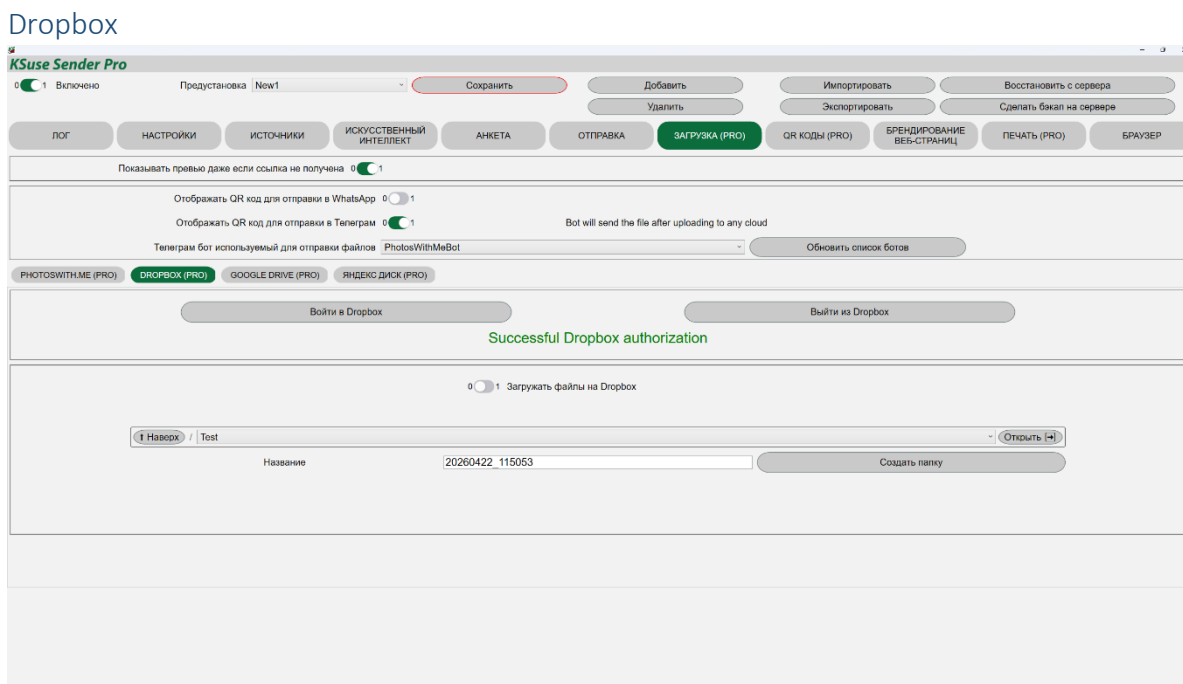 Dropbox
KSuse Sender Pro
0 1 Включено Предустановка New1 Сохранить Добавить Импортировать Восстановить с сервера
Удалить Экспортировать Сделать бэкап на сервере
ЛОГ НАСТРОЙКИ ИСТОЧНИКИ ИСКУССТВЕННЫЙ ИНТЕЛЛЕКТ АНКЕТА ОТПРАВКА ЗАГРУЗКА (PRO) QR КОДЫ (PRO) БРЕНДИРОВАНИЕ ВЕБ-СТРАНИЦ ПЕЧАТЬ (PRO) БРАУЗЕР
Показывать превью даже если ссылка не получена 0 1
Отображать QR код для отправки в WhatsApp 0 1
Отображать QR код для отправки в Телеграм 0 1 Bot will send the file after uploading to any cloud
Телеграм бот используемый для отправки файлов PhotosWithMeBot Обновить список ботов
PHOTOSWITH.ME (PRO) DROPBOX (PRO) GOOGLE DRIVE (PRO) ЯНДЕКС ДИСК (PRO)
Войти в Dropbox Выйти из Dropbox
Successful Dropbox authorization
0 1 Загружать файлы на Dropbox
⬆ Наверх / Test Открыть [➔]
Название 20260422_115053 Создать папку